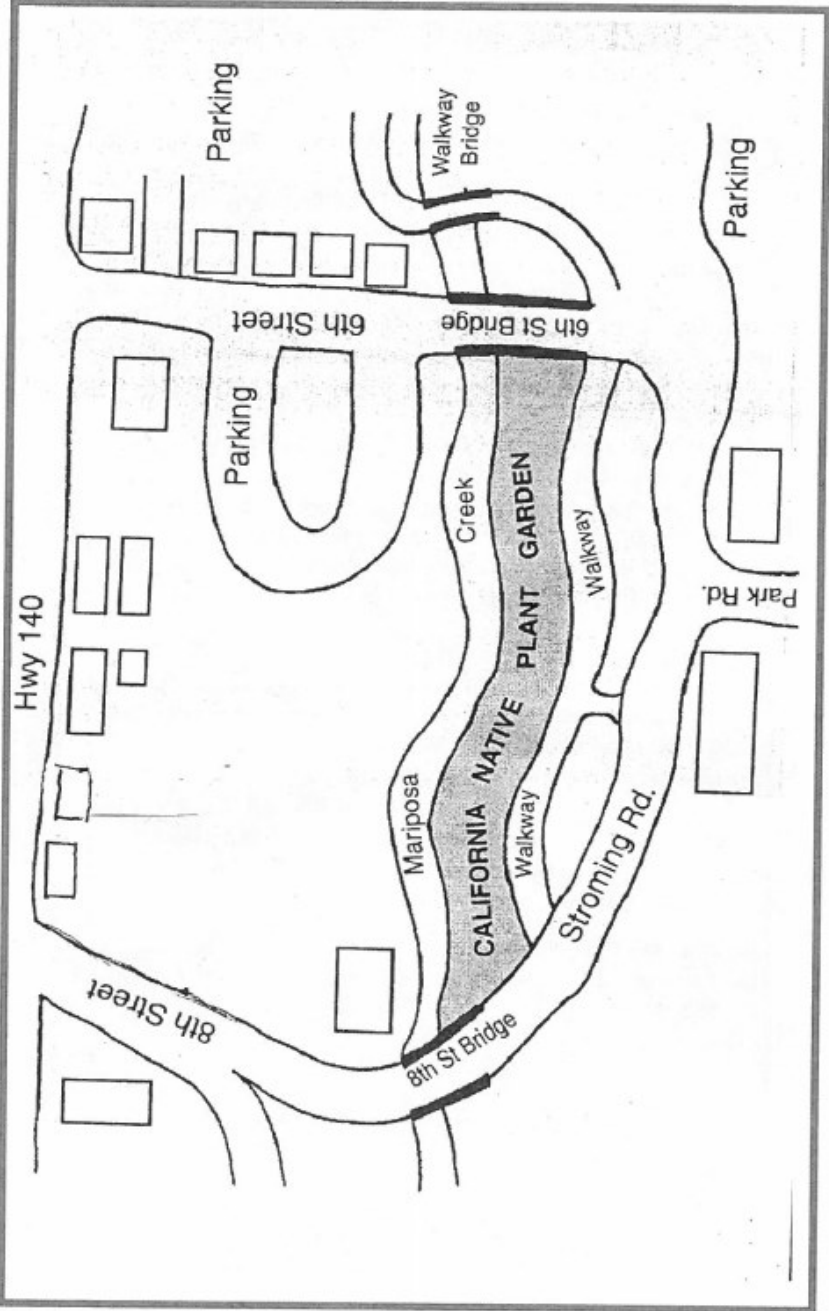 Hwy 140
Parking
6th Street
Parking
8th Street
Walkway
Bridge
6th St Bridge
Creek
Mariposa
CALIFORNIA NATIVE PLANT GARDEN
Walkway
Walkway
8th St Bridge
Stroming Rd.
Park Rd.
Parking